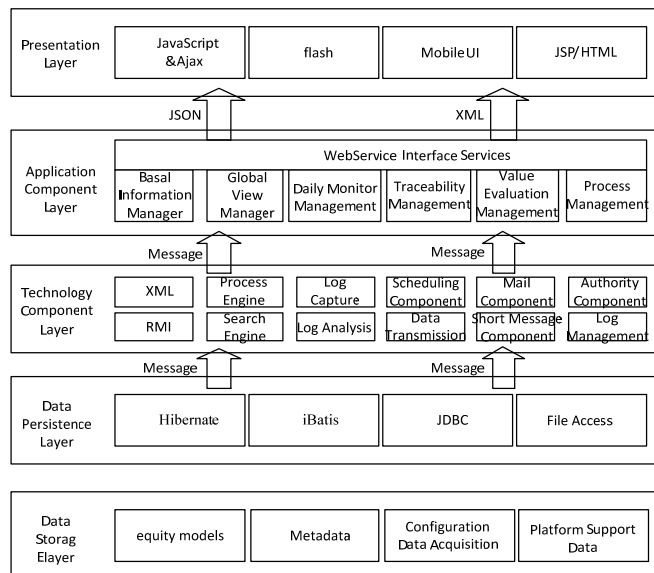 Presentation
Layer
JavaScript
&Ajax
flash
Mobile UI
JSP/HTML
JSON
XML
Application
Component
Layer
WebService Interface Services
Basal
Information
Manager
Global
View
Manager
Daily Monitor
Management
Traceability
Management
Value
Evaluation
Management
Process
Management
Message
Message
Technology
Component
Layer
XML
Process
Engine
Log
Capture
Scheduling
Component
Mail
Component
Authority
Component
RMI
Search
Engine
Log Analysis
Data
Transmission
Short Message
Component
Log
Management
Message
Message
Data
Persistence
Layer
Hibernate
iBatis
JDBC
File Access
Data
Storag
Elayer
equity models
Metadata
Configuration
Data Acquisition
Platform Support
Data